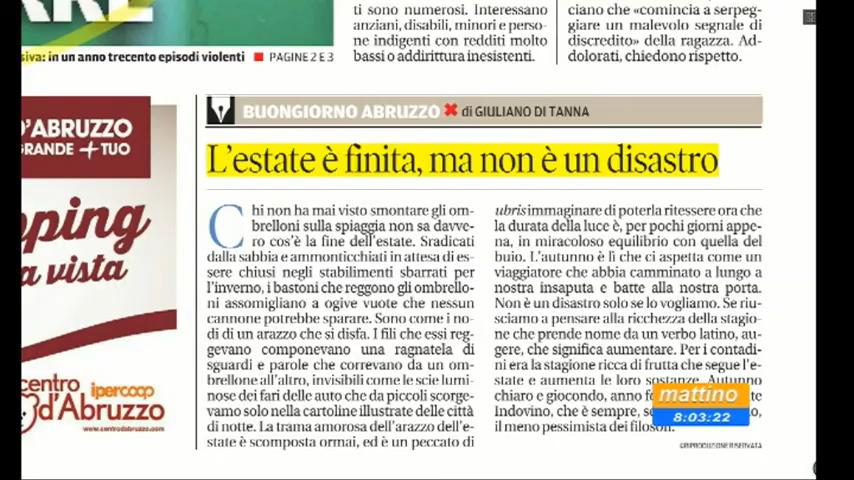 ti sono numerosi. Interessano
anziani, disabili, minori e perso-
ne indigenti con redditi molto
bassi o addirittura inesistenti.
ciano che «comincia a serpeg-
giare un malevolo segnale di
discredito» della ragazza. Ad-
dolorati, chiedono rispetto.
siva: in un anno trecento episodi violenti ■ PAGINE 2 E 3
D'ABRUZZO
GRANDE +TUO
pping
a vista
centro
d'Abruzzo
ipercoop
www.centrodabruzzo.com
BUONGIORNO ABRUZZO ✖ di GIULIANO DI TANNA
L'estate è finita, ma non è un disastro
Chi non ha mai visto smontare gli om-
brelloni sulla spiaggia non sa davve-
ro cos'è la fine dell'estate. Sradicati
dalla sabbia e ammonticchiati in attesa di es-
sere chiusi negli stabilimenti sbarrati per
l'inverno, i bastoni che reggono gli ombrello-
ni assomigliano a ogive vuote che nessun
cannone potrebbe sparare. Sono come i no-
di di un arazzo che si disfa. I fili che essi reg-
gevano componevano una ragnatela di
sguardi e parole che correvano da un om-
brellone all'altro, invisibili come le scie lumi-
nose dei fari delle auto che da piccoli scorge-
vamo solo nella cartoline illustrate delle città
di notte. La trama amorosa dell'arazzo dell'e-
state è scomposta ormai, ed è un peccato di
ubris immaginare di poterla ritessere ora che
la durata della luce è, per pochi giorni appe-
na, in miracoloso equilibrio con quella del
buio. L'autunno è lì che ci aspetta come un
viaggiatore che abbia camminato a lungo a
nostra insaputa e batte alla nostra porta.
Non è un disastro solo se lo vogliamo. Se riu-
sciamo a pensare alla ricchezza della stagio-
ne che prende nome da un verbo latino, au-
gere, che significa aumentare. Per i contadi-
ni era la stagione ricca di frutta che segue l'e-
state e aumenta le loro sostanze. Autunno
chiaro e giocondo, anno
Indovino, che è sempre,
il meno pessimista dei filosofi.
©RIPRODUZIONE RISERVATA
mattino
8:03:22